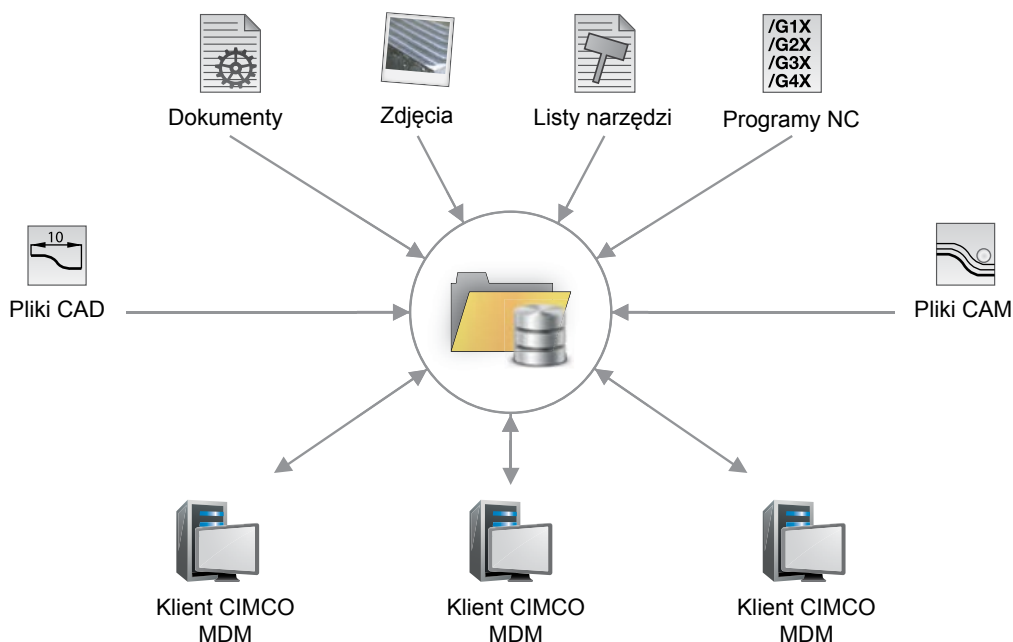 /G1X
/G2X
/G3X
/G4X
Dokumenty
Zdjęcia
Listy narzędzi
Programy NC
10
Pliki CAD
Pliki CAM
Klient CIMCO
MDM
Klient CIMCO
MDM
Klient CIMCO
MDM